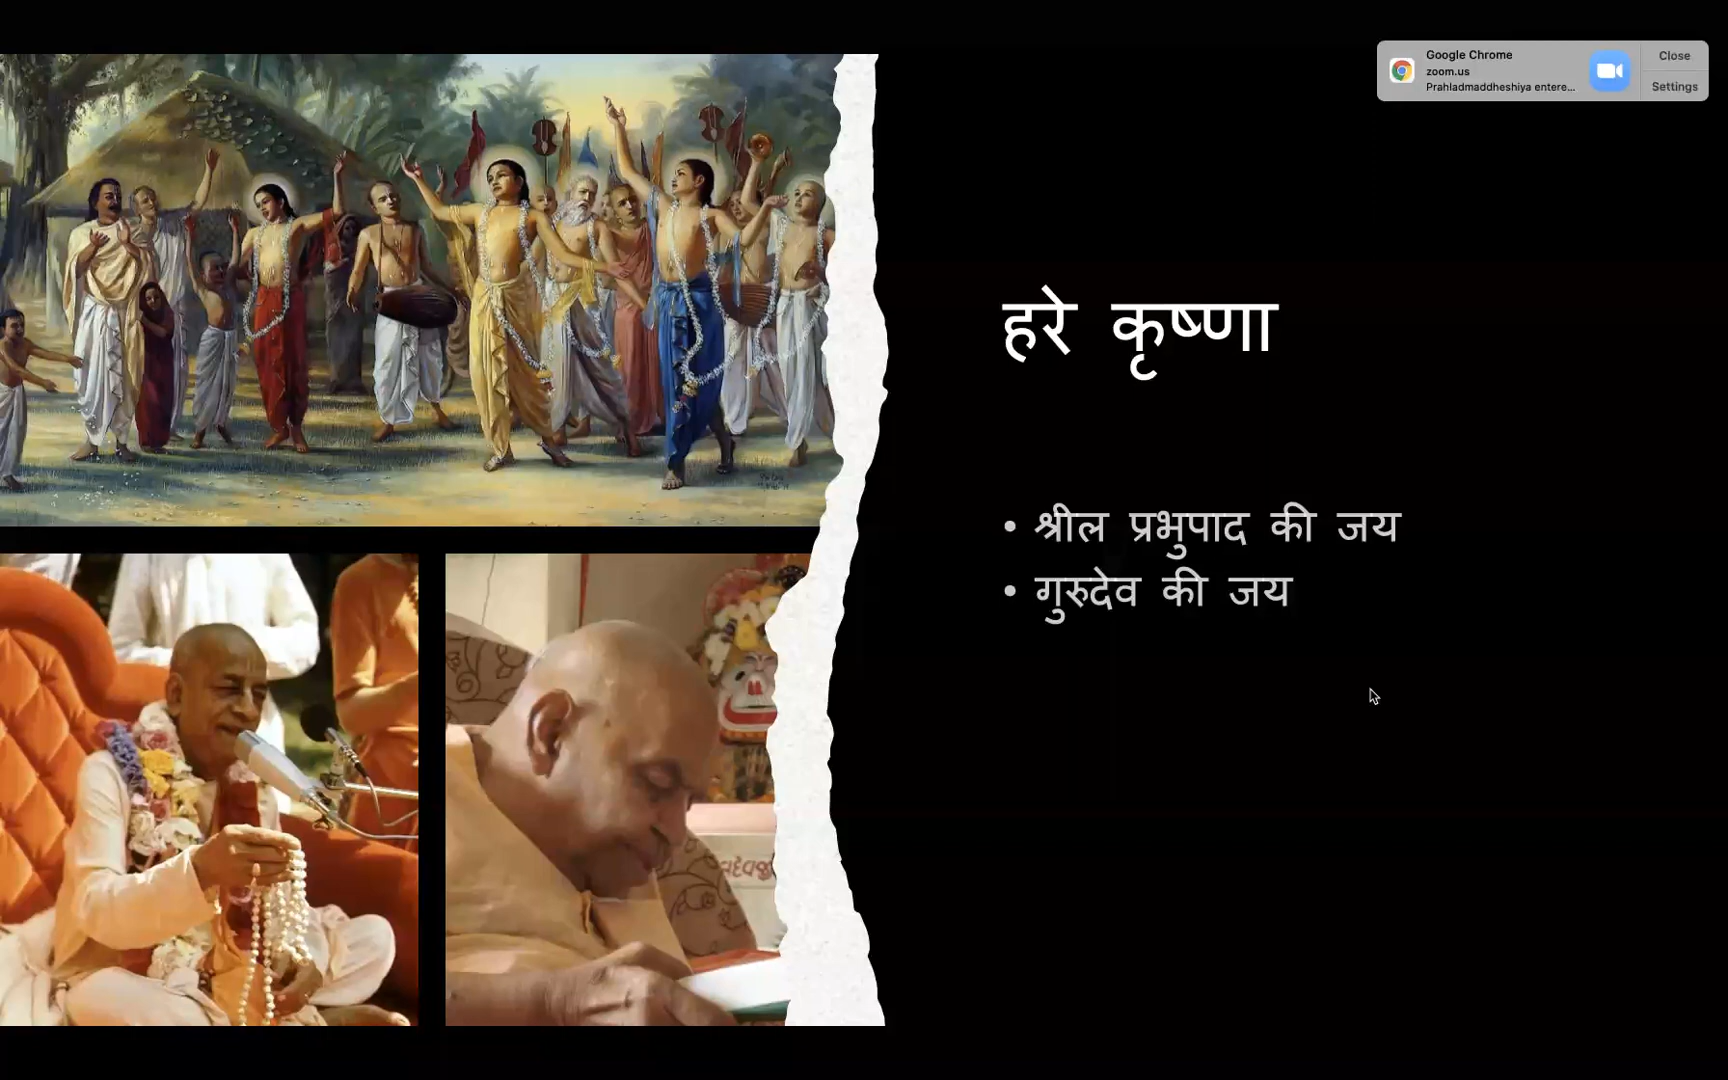 Google Chrome
zoom.us
Prahladmaddheshiya entere...
Close
Settings
हरे कृष्णा
• श्रील प्रभुपाद की जय
• गुरुदेव की जय